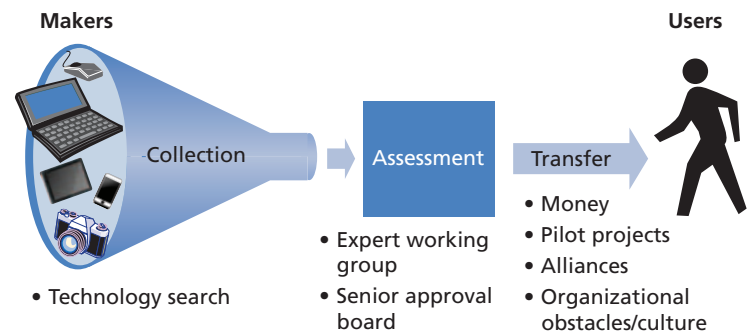 Makers
Users
Collection
Assessment
Transfer
• Technology search
• Expert working
group
• Senior approval
board
• Money
• Pilot projects
• Alliances
• Organizational
obstacles/culture